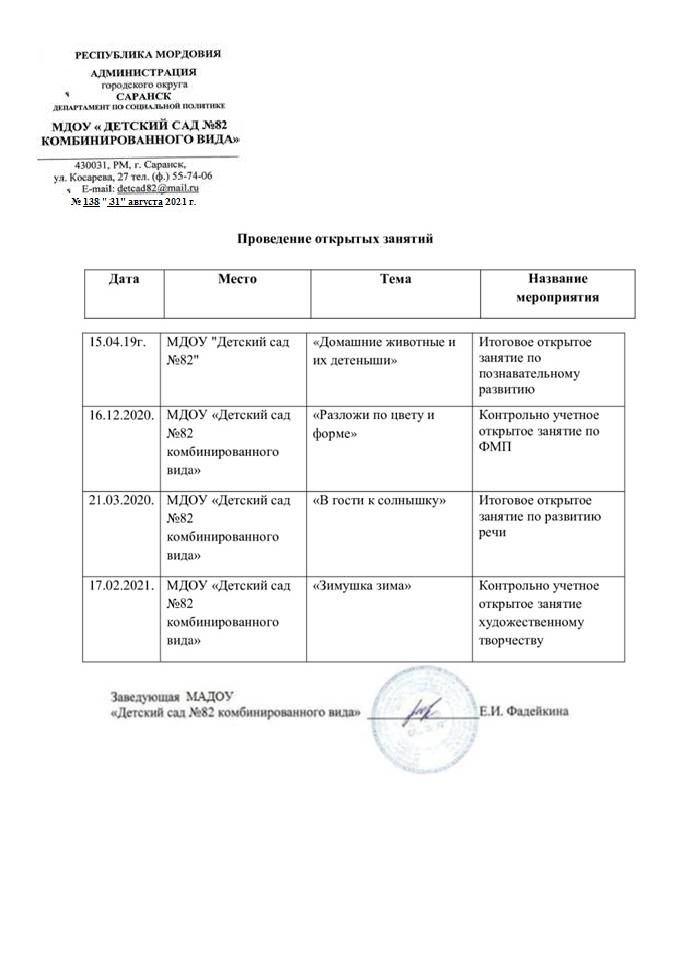 РЕСПУБЛИКА МОРДОВИЯ
АДМИНИСТРАЦИЯ
городского округа
САРАНСК
ДЕПАРТАМЕНТ ПО СОЦИАЛЬНОЙ ПОЛИТИКЕ
МДОУ « ДЕТСКИЙ САД №82
КОМБИНИРОВАННОГО ВИДА»
430031, РМ, г. Саранск,
ул. Косарева, 27 тел. (ф.) 55-74-06
E-mail: detcad82@mail.ru
№ 138 " 31" августа 2021 г.
Проведение открытых занятий
Дата Место Тема Название
мероприятия
15.04.19г. МДОУ "Детский сад «Домашние животные и Итоговое открытое
№82" их детеныши» занятие по
познавательному
развитию
16.12.2020. МДОУ «Детский сад «Разложи по цвету и Контрольно учетное
№82 форме» открытое занятие по
комбинированного ФМП
вида»
21.03.2020. МДОУ «Детский сад «В гости к солнышку» Итоговое открытое
№82 занятие по развитию
комбинированного речи
вида»
17.02.2021. МДОУ «Детский сад «Зимушка зима» Контрольно учетное
№82 открытое занятие
комбинированного художественному
вида» творчеству
Заведующая МАДОУ
«Детский сад №82 комбинированного вида» Е.И. Фадейкина